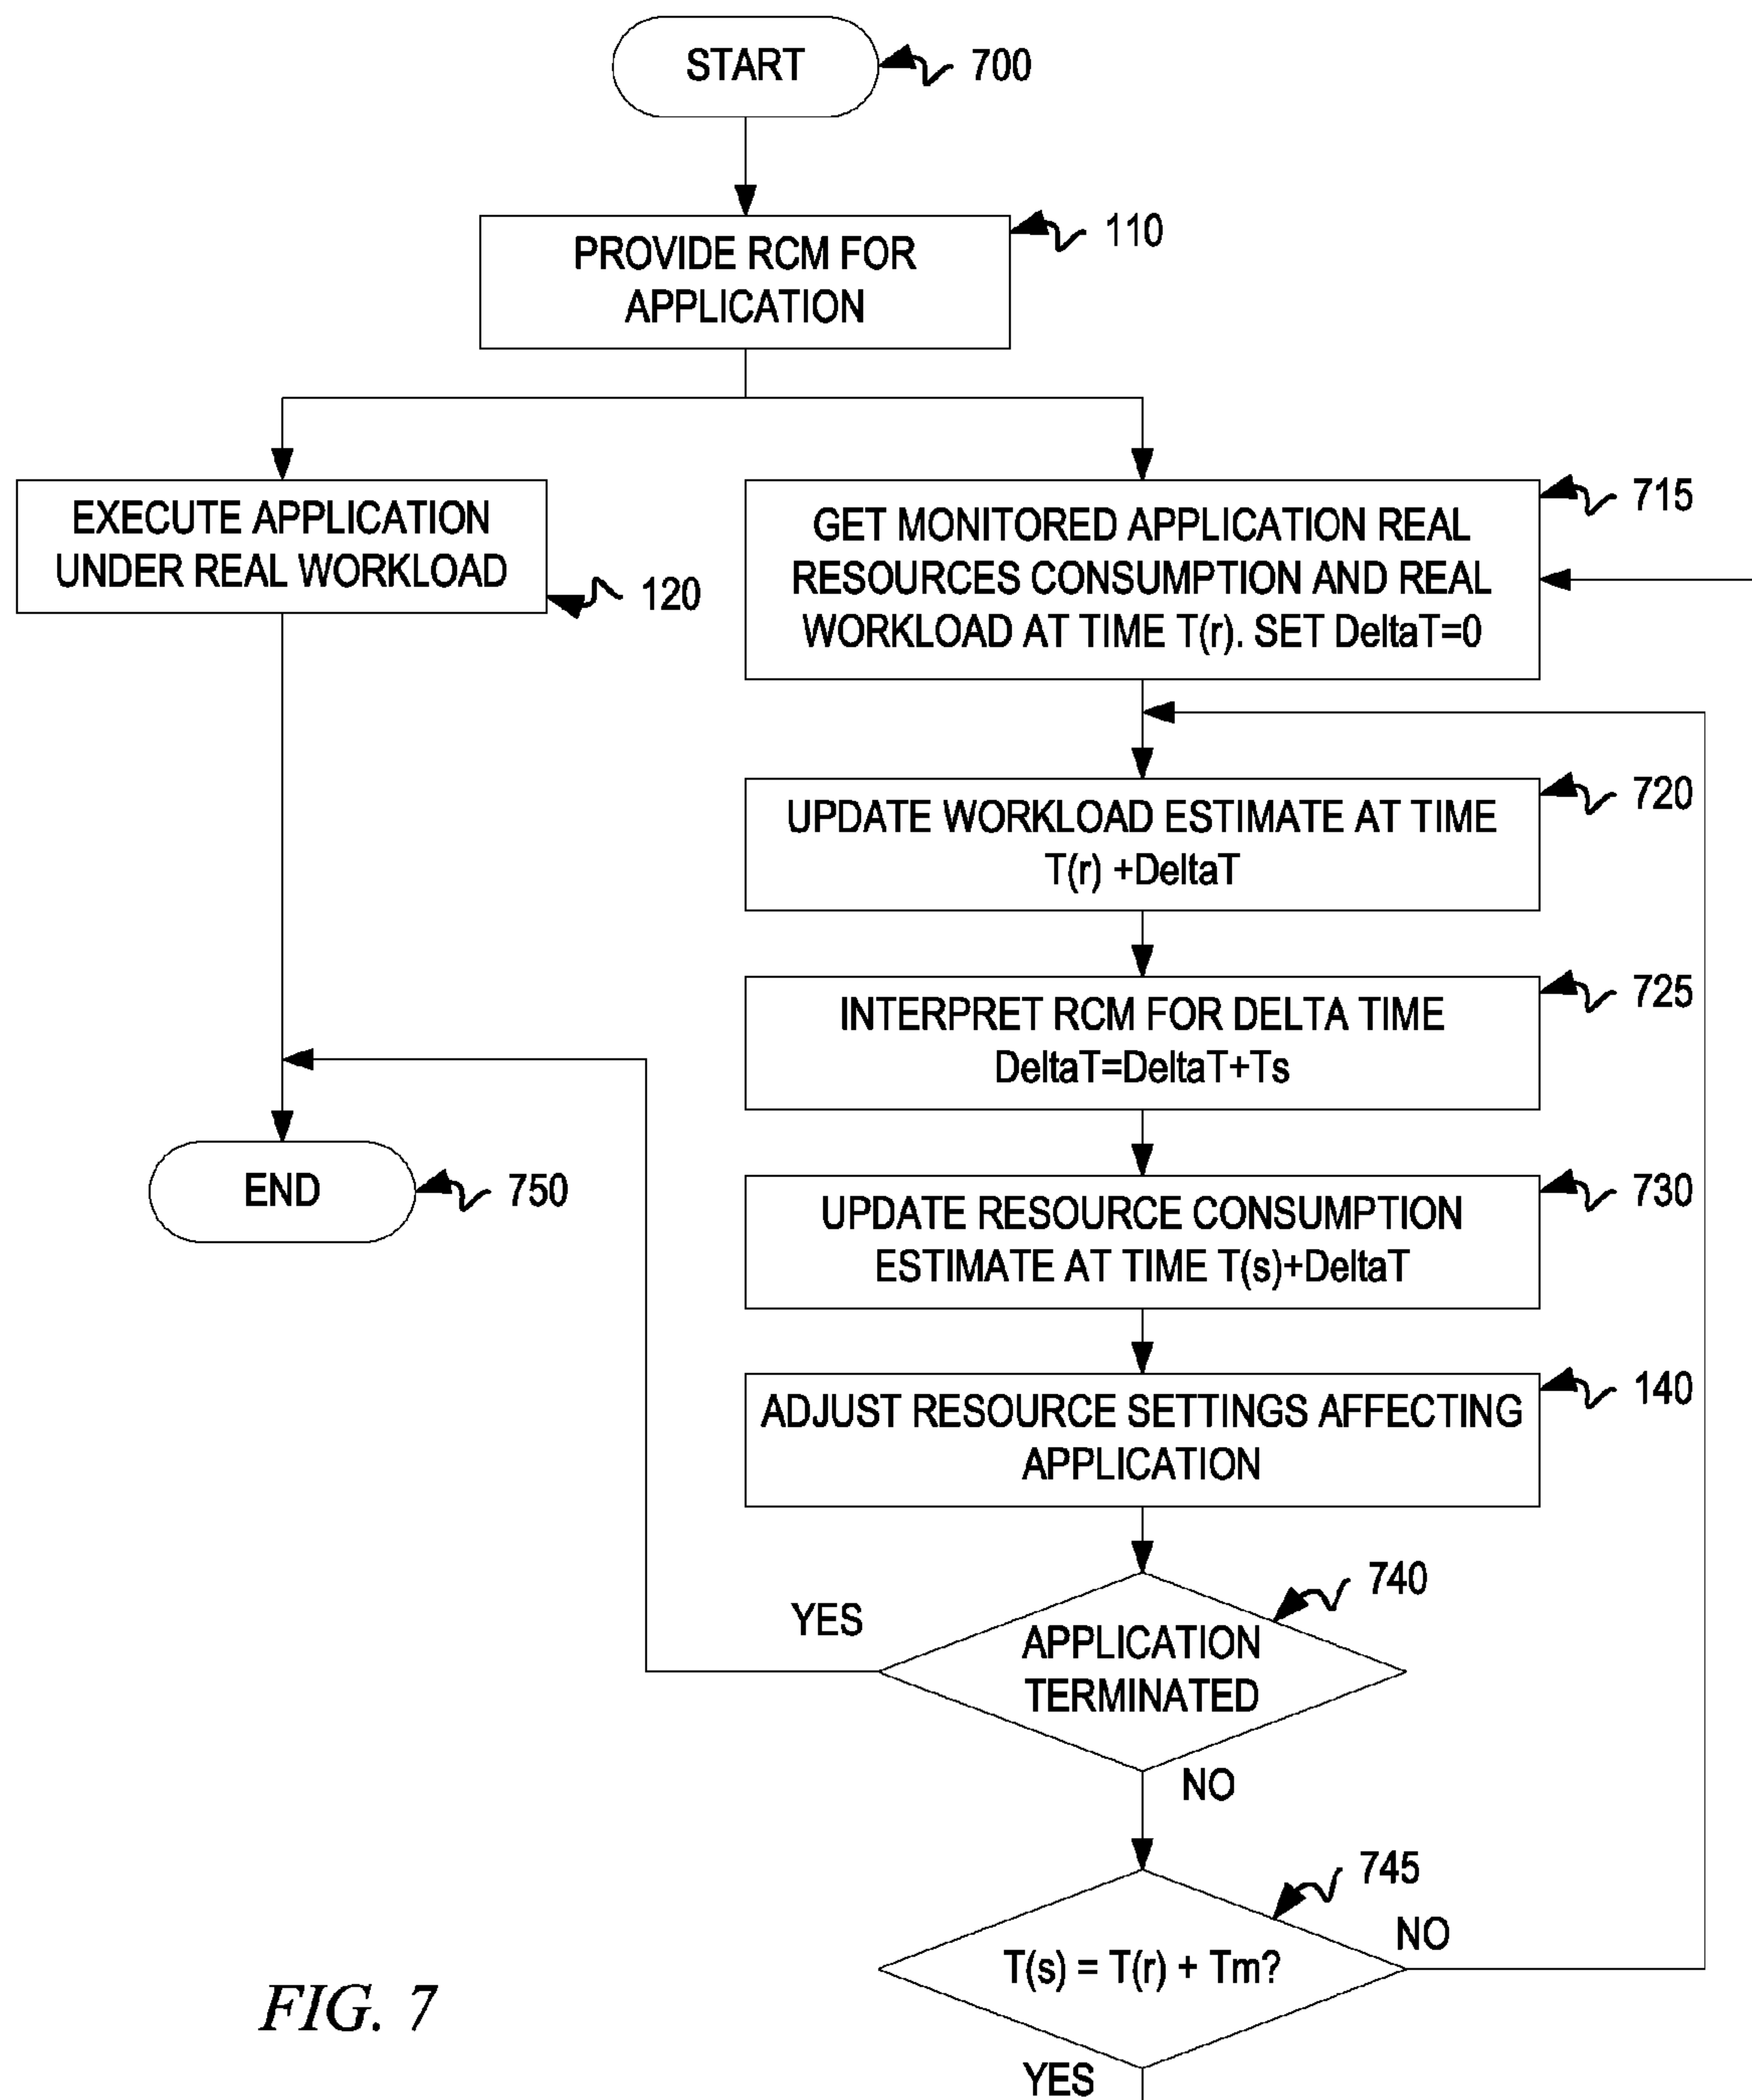 START
700
PROVIDE RCM FOR
APPLICATION
110
EXECUTE APPLICATION
UNDER REAL WORKLOAD
120
GET MONITORED APPLICATION REAL
RESOURCES CONSUMPTION AND REAL
WORKLOAD AT TIME T(r). SET DeltaT=0
715
UPDATE WORKLOAD ESTIMATE AT TIME
T(r) +DeltaT
720
INTERPRET RCM FOR DELTA TIME
DeltaT=DeltaT+Ts
725
END
750
UPDATE RESOURCE CONSUMPTION
ESTIMATE AT TIME T(s)+DeltaT
730
ADJUST RESOURCE SETTINGS AFFECTING
APPLICATION
140
740
YES
APPLICATION
TERMINATED
NO
745
T(s) = T(r) + Tm?
NO
YES
FIG. 7